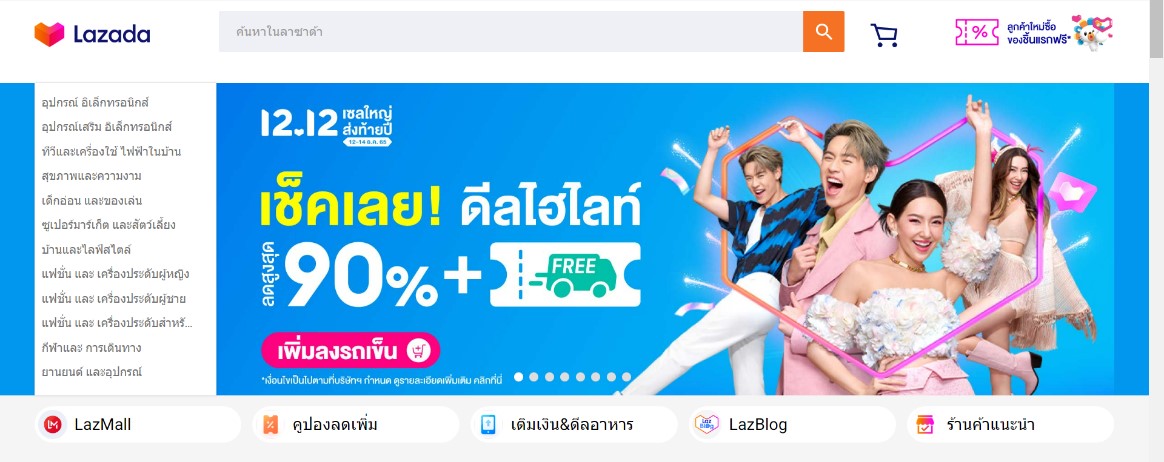 Lazada
ค้นหาในลาซาด้า
%
ลูกค้าใหม่ซื้อ
ของชิ้นแรกฟรี*
อุปกรณ์ อิเล็กทรอนิกส์
อุปกรณ์เสริม อิเล็กทรอนิกส์
ทีวีและเครื่องใช้ ไฟฟ้าในบ้าน
สุขภาพและความงาม
เด็กอ่อน และของเล่น
ซูเปอร์มาร์เก็ต และสัตว์เลี้ยง
บ้านและไลฟ์สไตล์
แฟชั่น และ เครื่องประดับผู้หญิง
แฟชั่น และ เครื่องประดับผู้ชาย
แฟชั่น และ เครื่องประดับสำหรั...
กีฬาและ การเดินทาง
ยานยนต์ และอุปกรณ์
12.12 เซลใหญ่
ส่งท้ายปี
12-14 ธ.ค. 65
เช็คเลย! ดีลไฮไลท์
ลดสูงสุด 90% + FREE
เพิ่มลงรถเข็น
*เงื่อนไขเป็นไปตามที่บริษัทฯ กำหนด ดูรายละเอียดเพิ่มเติม คลิกที่นี่
LM LazMall
คูปองลดเพิ่ม
เติมเงิน&ดีลอาหาร
LazBlog
ร้านค้าแนะนำ